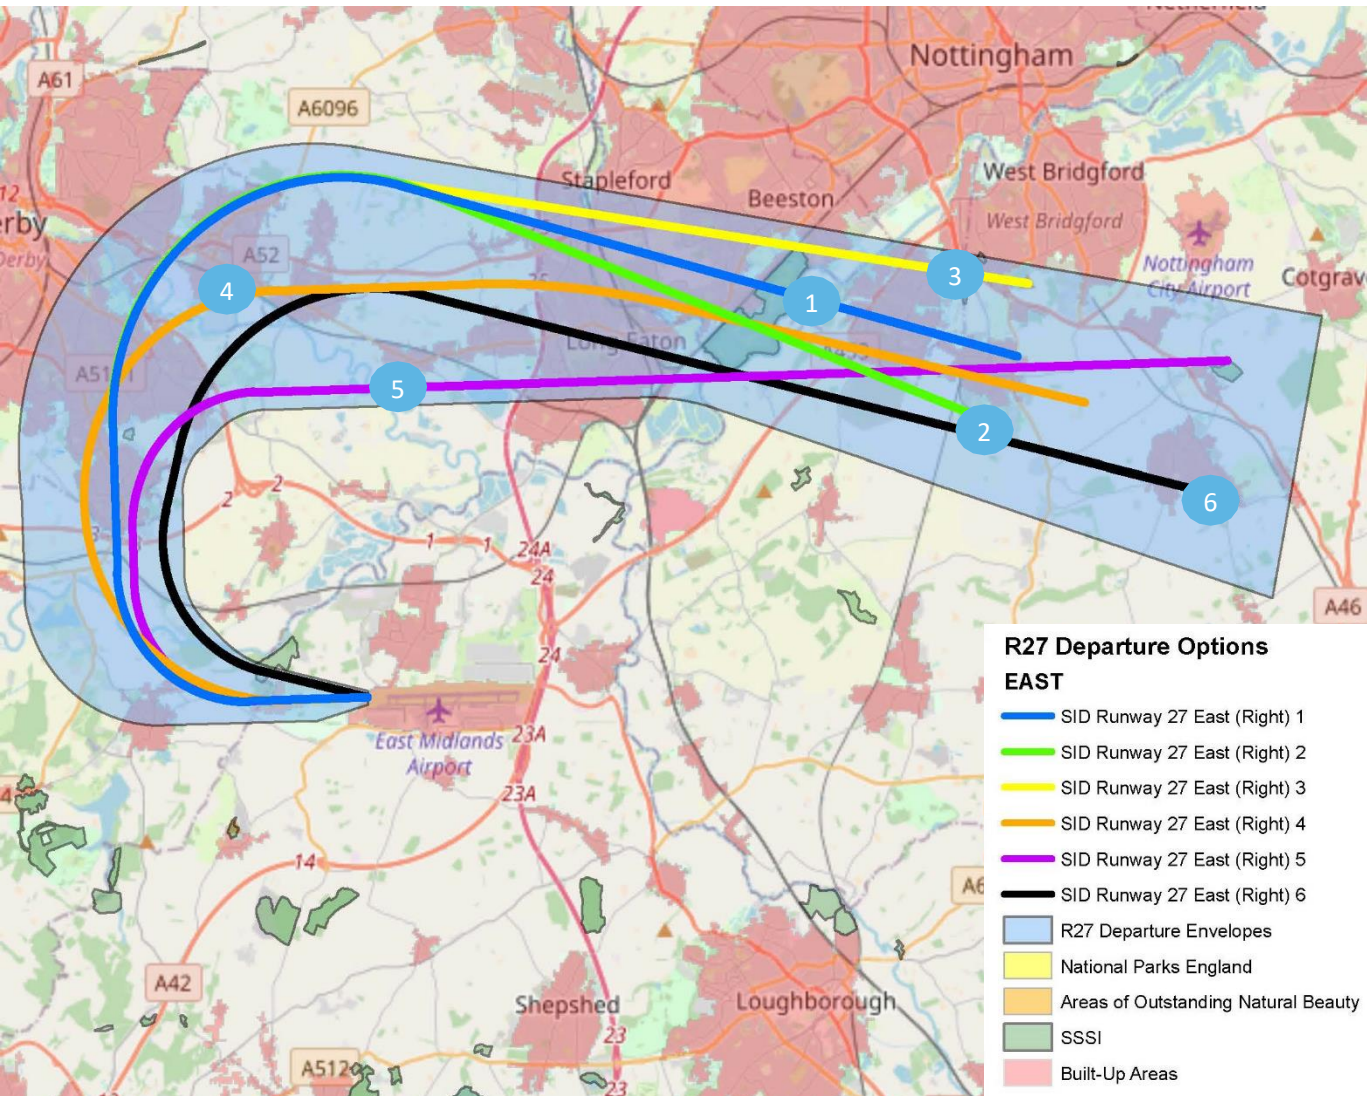 Nottingham
A61
A6096
Stapleford
West Bridgford
Beeston
West Bridgford
12
erby
Derby
A52
Nottingham
City Airport
Cotgrav
3
4
1
Long Eaton
5
2
6
2
2
1
1
24A
24
A46
24
East Midlands
Airport
23A
23A
14
A6
A42
Shepshed
Loughborough
23
A512
23
R27 Departure Options
EAST
SID Runway 27 East (Right) 1
SID Runway 27 East (Right) 2
SID Runway 27 East (Right) 3
SID Runway 27 East (Right) 4
SID Runway 27 East (Right) 5
SID Runway 27 East (Right) 6
R27 Departure Envelopes
National Parks England
Areas of Outstanding Natural Beauty
SSSI
Built-Up Areas